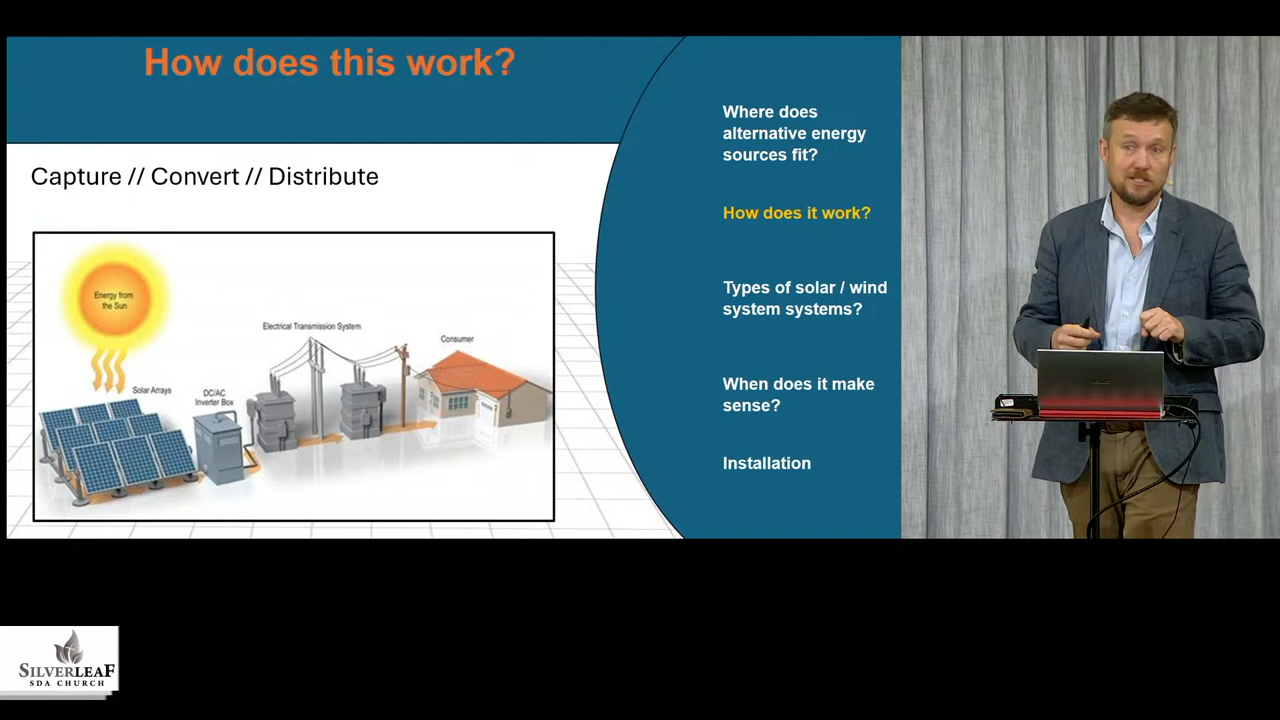 How does this work?
Capture // Convert // Distribute
Energy from
the Sun
Electrical Transmission System
Consumer
Solar Arrays
DC/AC
Inverter Box
Where does
alternative energy
sources fit?
How does it work?
Types of solar / wind
system systems?
When does it make
sense?
Installation
SILVERLEAF
SDA CHURCH